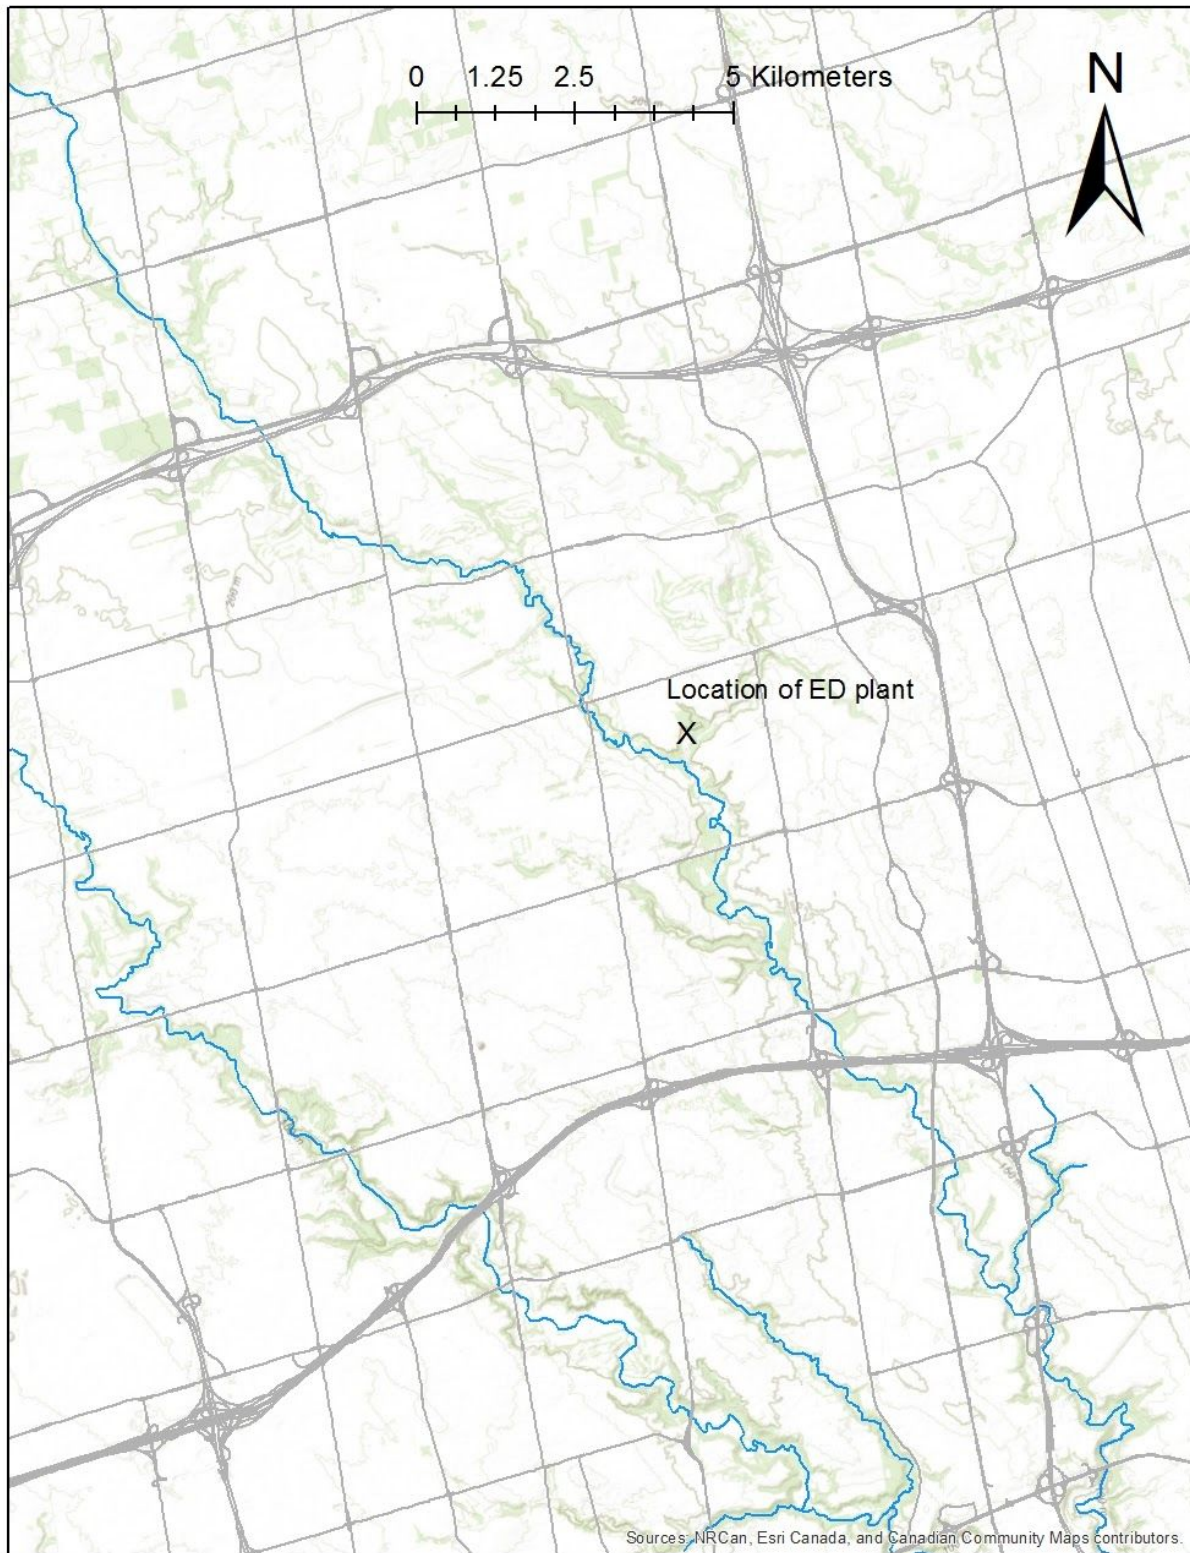 0 1.25 2.5 5 Kilometers
N
200 m
Location of ED plant
X
Sources: NRCan, Esri Canada, and Canadian Community Maps contributors.